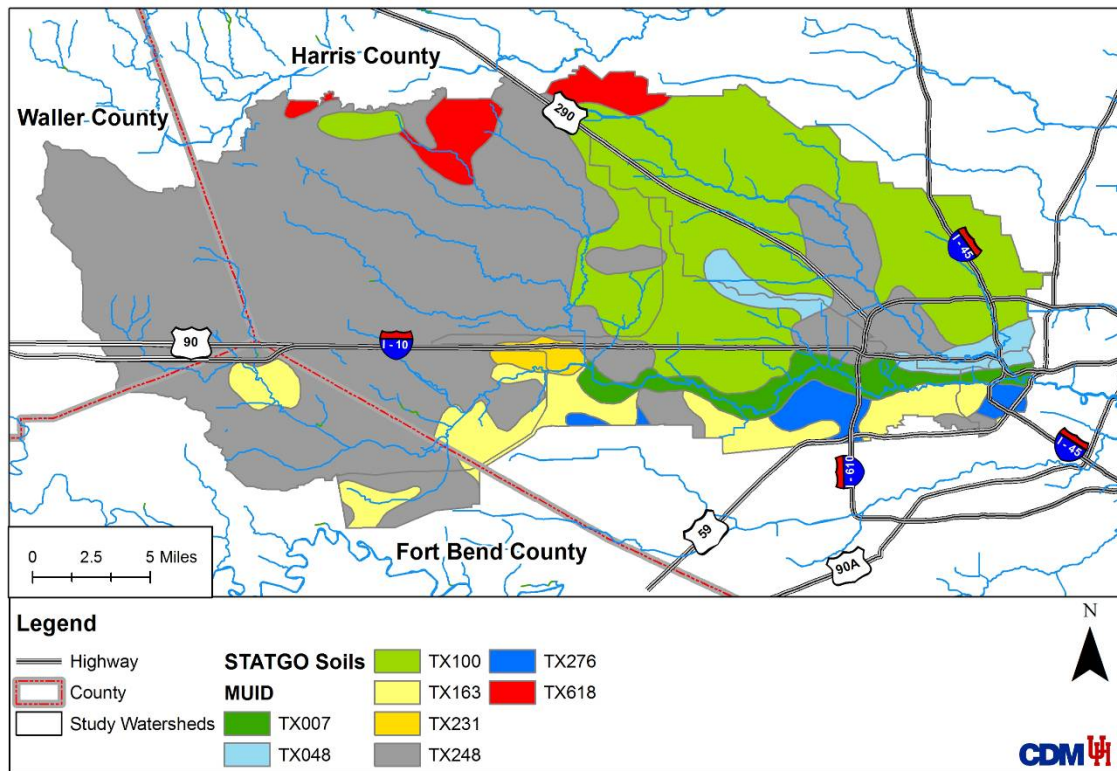 Harris County
Waller County
290
I - 45
90
I - 10
I - 610
I - 45
59
90A
Fort Bend County
0 2.5 5 Miles
Legend
Highway
County
Study Watersheds
STATGO Soils
MUID
TX007
TX048
TX100
TX163
TX231
TX248
TX276
TX618
N
CDM UH